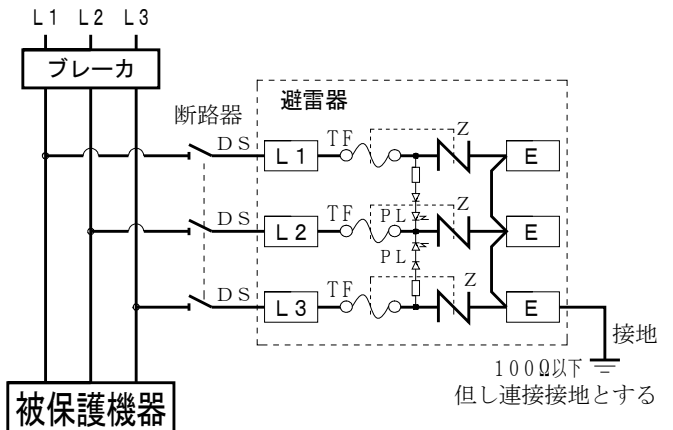 L1 L2 L3
ブレーカ
断路器
避雷器
DS L1 TF Z E
DS L2 TF PL Z E
PL
DS L3 TF Z E
接地
100Ω以下
但し連接接地とする
被保護機器